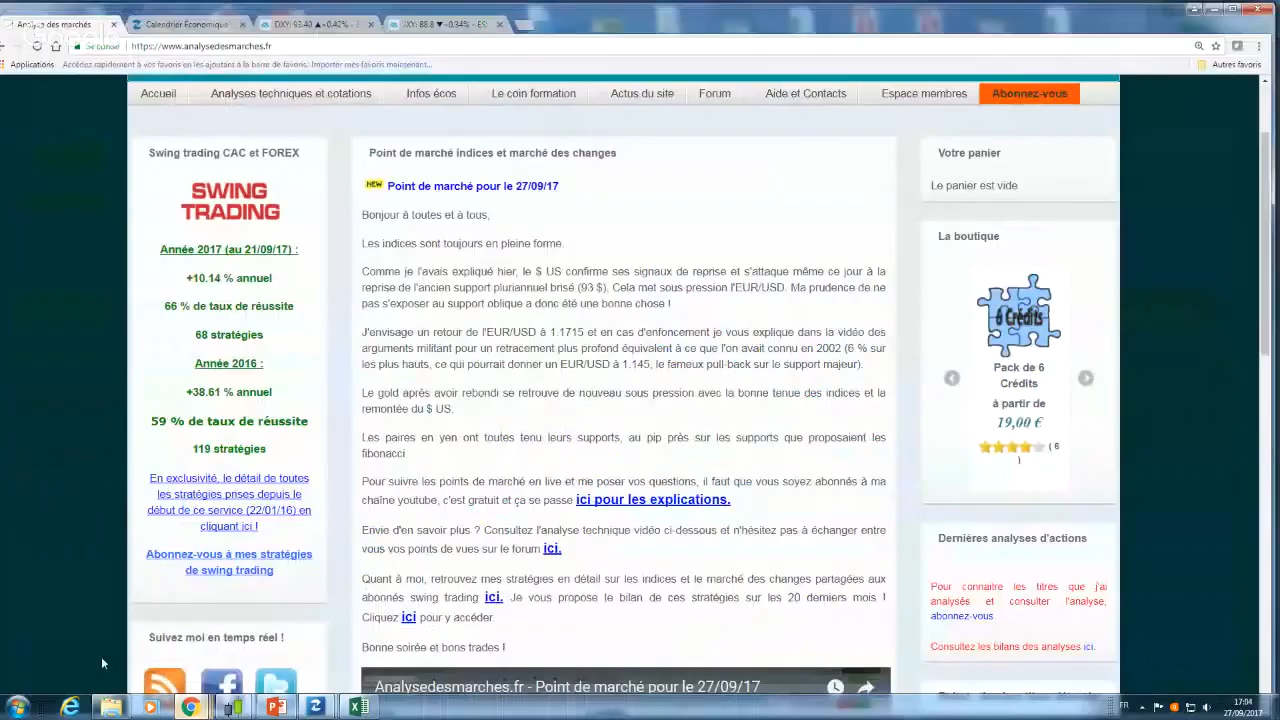 Analyse des marchés
Calendrier Economique
DXY: 93.40 ▲+0.42% - E
JXY: 88.8 ▼-0.34% - ES
Sécurisé
https://www.analysedesmarches.fr
Applications
Accédez rapidement à vos favoris en les ajoutant à la barre de favoris. Importer mes favoris maintenant...
Autres favoris
Accueil
Analyses techniques et cotations
Infos écos
Le coin formation
Actus du site
Forum
Aide et Contacts
Espace membres
Abonnez-vous
Swing trading CAC et FOREX
SWING
TRADING
Année 2017 (au 21/09/17) :
+10.14 % annuel
66 % de taux de réussite
68 stratégies
Année 2016 :
+38.61 % annuel
59 % de taux de réussite
119 stratégies
En exclusivité, le détail de toutes
les stratégies prises depuis le
début de ce service (22/01/16) en
cliquant ici !
Abonnez-vous à mes stratégies
de swing trading
Suivez moi en temps réel !
Point de marché indices et marché des changes
NEW Point de marché pour le 27/09/17
Bonjour à toutes et à tous,
Les indices sont toujours en pleine forme.
Comme je l'avais expliqué hier, le $ US confirme ses signaux de reprise et s'attaque même ce jour à la
reprise de l'ancien support pluriannuel brisé (93 $). Cela met sous pression l'EUR/USD. Ma prudence de ne
pas s'exposer au support oblique a donc été une bonne chose !
J'envisage un retour de l'EUR/USD à 1.1715 et en cas d'enfoncement je vous explique dans la vidéo des
arguments militant pour un retracement plus profond équivalent à ce que l'on avait connu en 2002 (6 % sur
les plus hauts, ce qui pourrait donner un EUR/USD à 1.145, le fameux pull-back sur le support majeur).
Le gold après avoir rebondi se retrouve de nouveau sous pression avec la bonne tenue des indices et la
remontée du $ US.
Les paires en yen ont toutes tenu leurs supports, au pip près sur les supports que proposaient les
fibonacci
Pour suivre les points de marché en live et me poser vos questions, il faut que vous soyez abonnés à ma
chaîne youtube, c'est gratuit et ça se passe ici pour les explications.
Envie d'en savoir plus ? Consultez l'analyse technique vidéo ci-dessous et n'hésitez pas à échanger entre
vous vos points de vues sur le forum ici.
Quant à moi, retrouvez mes stratégies en détail sur les indices et le marché des changes partagées aux
abonnés swing trading ici. Je vous propose le bilan de ces stratégies sur les 20 derniers mois !
Cliquez ici pour y accéder
Bonne soirée et bons trades !
Analysedesmarches.fr - Point de marché pour le 27/09/17
Votre panier
Le panier est vide
La boutique
6 Crédits
Pack de 6
Crédits
à partir de
19,00 €
( 6
)
Dernières analyses d'actions
Pour connaitre les titres que j'ai
analysés et consulter l'analyse,
abonnez-vous.
Consultez les bilans des analyses ici.
FR
17:04
27/09/2017